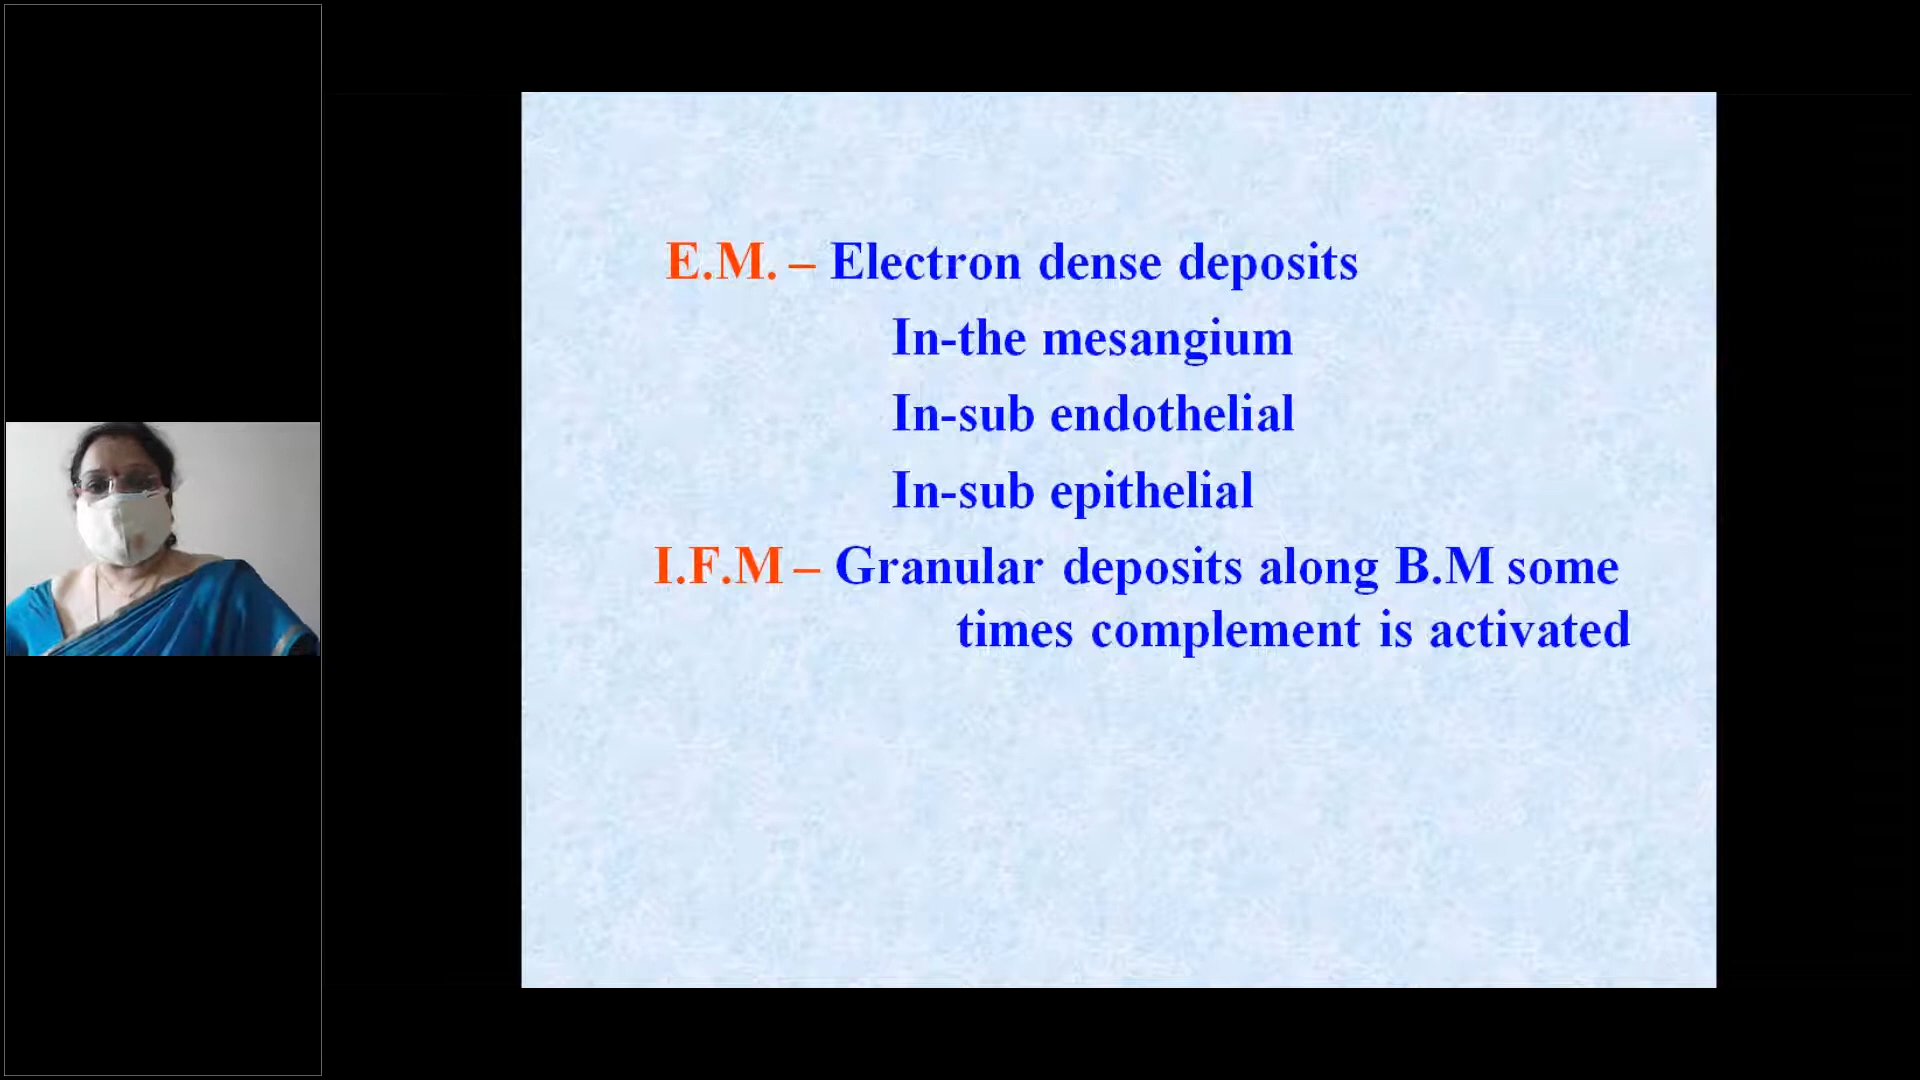 E.M. – Electron dense deposits
In-the mesangium
In-sub endothelial
In-sub epithelial
I.F.M – Granular deposits along B.M some
times complement is activated